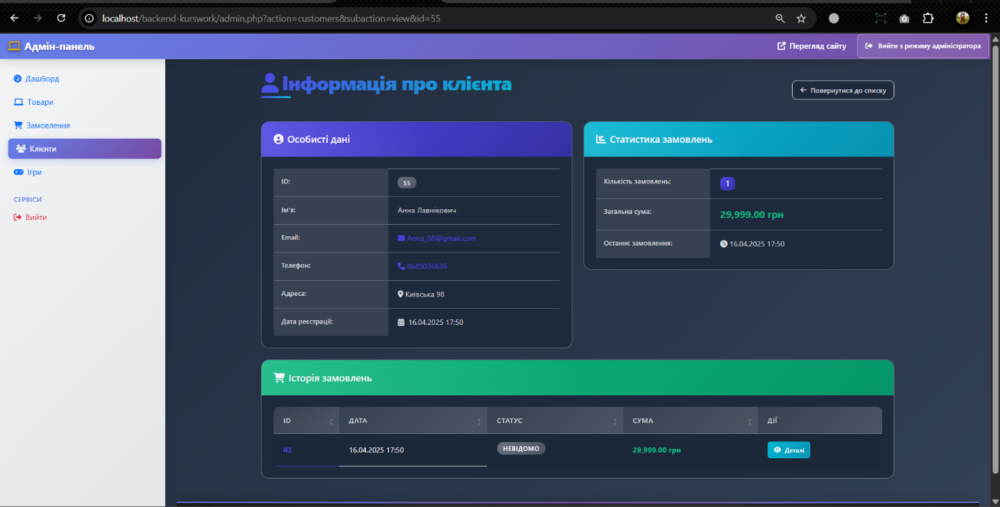 localhost/backend-kurswork/admin.php?action=customers&subaction=view&id=55
Адмін-панель
Перегляд сайту
Вийти з режиму адміністратора
Дашборд
Товари
Замовлення
Клієнти
Ігри
СЕРВІСИ
Вийти
Інформація про клієнта
Повернутися до списку
Особисті дані
ID: 55
Ім'я: Анна Лавнікович
Email: Anna_08@gmail.com
Телефон: 0685036636
Адреса: Київська 98
Дата реєстрації: 16.04.2025 17:50
Статистика замовлень
Кількість замовлень: 1
Загальна сума: 29,999.00 грн
Останнє замовлення: 16.04.2025 17:50
Історія замовлень
ID ДАТА СТАТУС СУМА ДІЇ
43 16.04.2025 17:50 НЕВІДОМО 29,999.00 грн Деталі